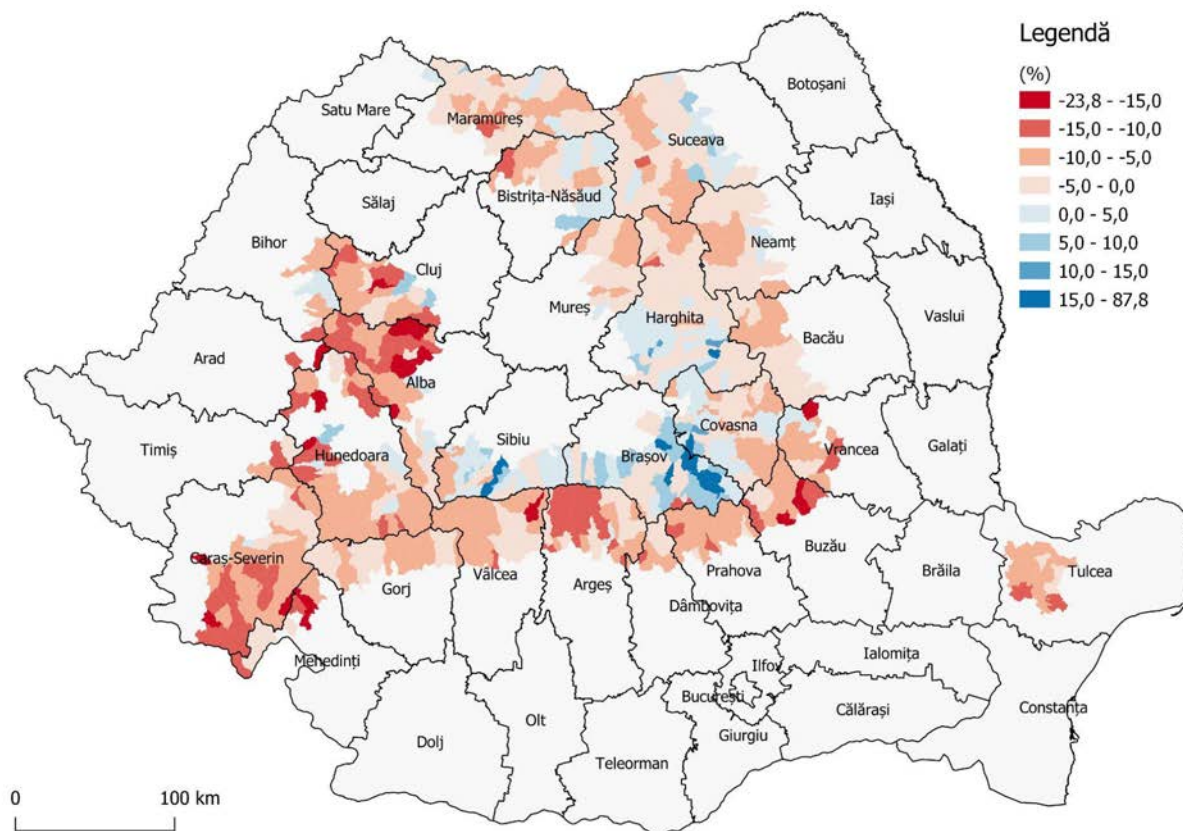 Legendă
(%)
-23,8 - -15,0
-15,0 - -10,0
-10,0 - -5,0
-5,0 - 0,0
0,0 - 5,0
5,0 - 10,0
10,0 - 15,0
15,0 - 87,8
Botoșani
Satu Mare
Maramureș
Suceava
Sălaj
Bistrița-Năsăud
Iași
Bihor
Neamț
Cluj
Mureș
Harghita
Vaslui
Arad
Bacău
Alba
Covasna
Timiș
Sibiu
Hunedoara
Brașov
Vrancea
Galați
Caraș-Severin
Buzău
Brăila
Tulcea
Gorj
Vâlcea
Argeș
Prahova
Dâmbovița
Mehedinți
Ialomița
Ilfov
București
Călărași
Constanța
Dolj
Olt
Giurgiu
Teleorman
0
100 km